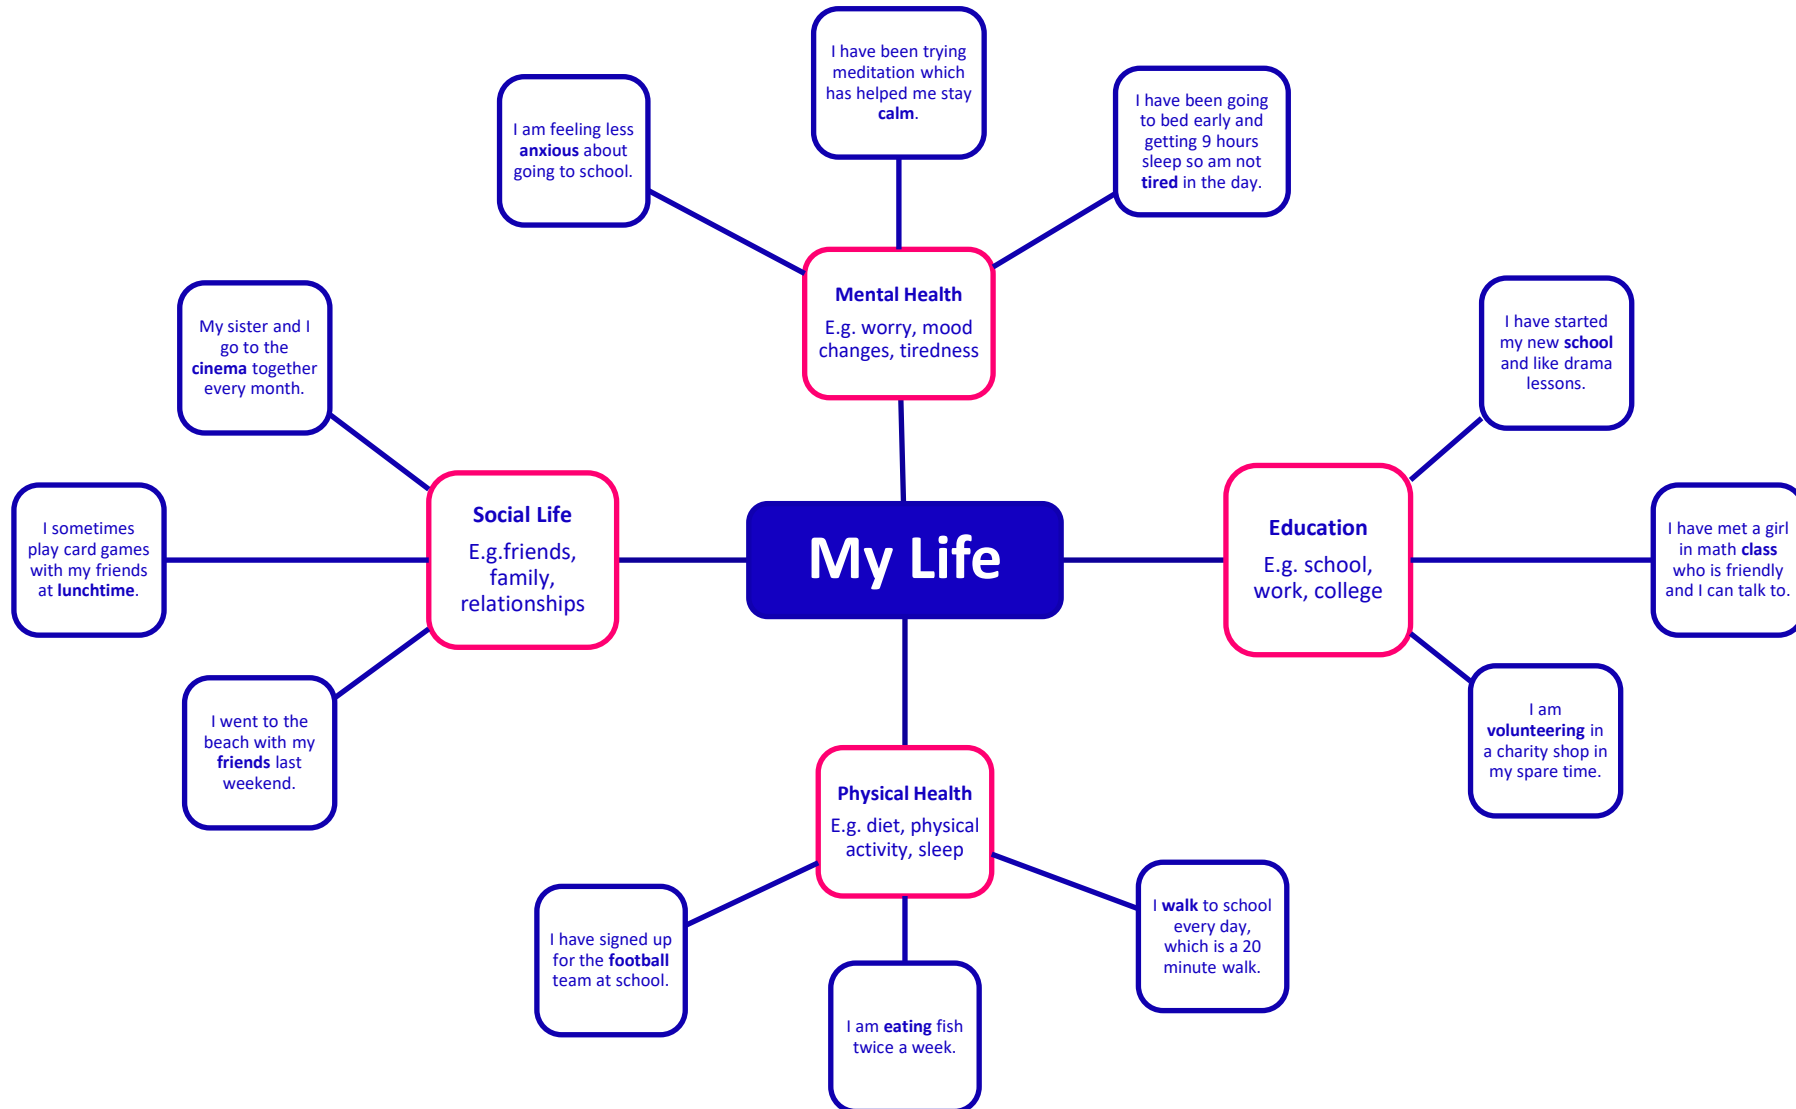 I have been trying
meditation which
has helped me stay
calm.
I am feeling less
anxious about
going to school.
I have been going
to bed early and
getting 9 hours
sleep so am not
tired in the day.
Mental Health
E.g. worry, mood
changes, tiredness
My sister and I
go to the
cinema together
every month.
I sometimes
play card games
with my friends
at lunchtime.
I went to the
beach with my
friends last
weekend.
Social Life
E.g.friends,
family,
relationships
My Life
Education
E.g. school,
work, college
I have started
my new school
and like drama
lessons.
I have met a girl
in math class
who is friendly
and I can talk to.
I am
volunteering in
a charity shop in
my spare time.
Physical Health
E.g. diet, physical
activity, sleep
I have signed up
for the football
team at school.
I am eating fish
twice a week.
I walk to school
every day,
which is a 20
minute walk.